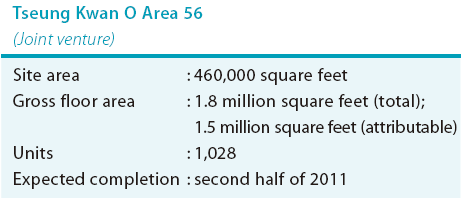 Tseung Kwan O Area 56
(Joint venture)
Site area : 460,000 square feet
Gross floor area : 1.8 million square feet (total);
1.5 million square feet (attributable)
Units : 1,028
Expected completion : second half of 2011